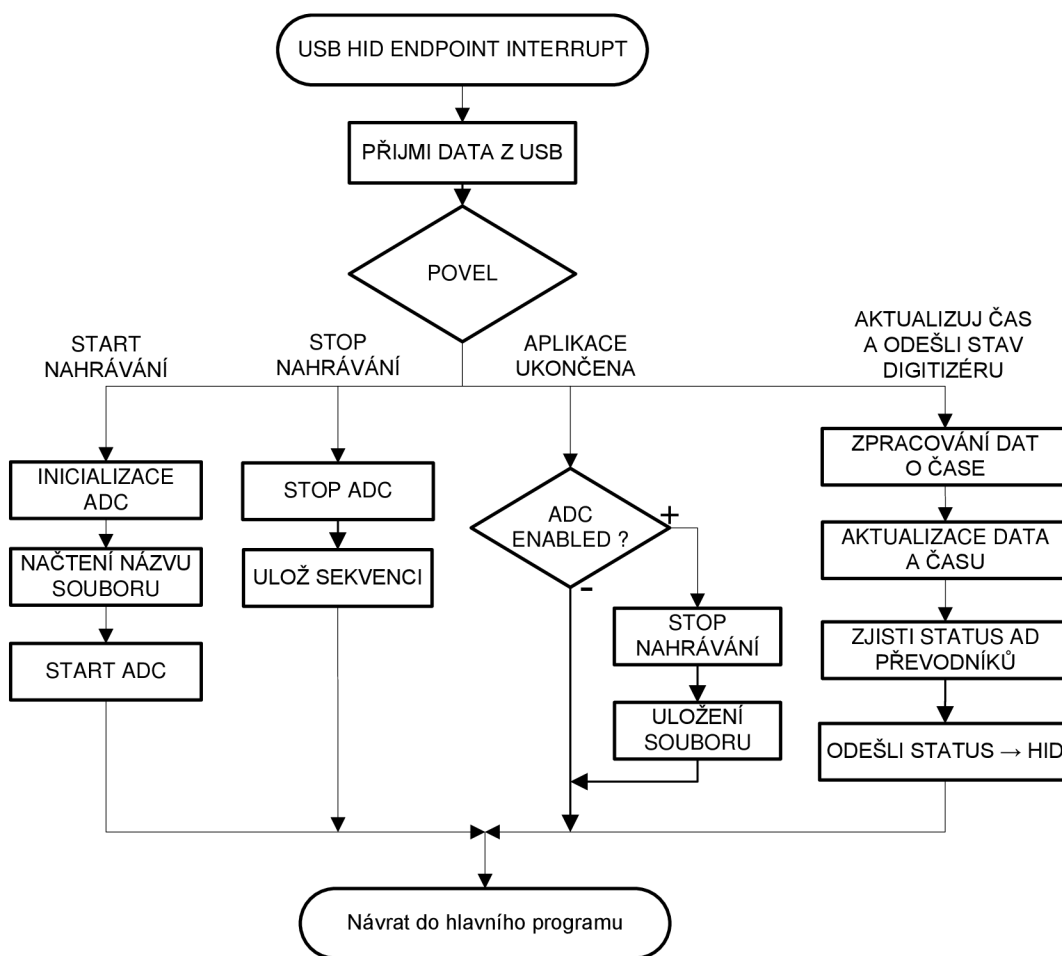 USB HID ENDPOINT INTERRUPT
PŘIJMI DATA Z USB
POVEL
START
NAHRÁVÁNÍ
STOP
NAHRÁVÁNÍ
APLIKACE
UKONČENA
AKTUALIZUJ ČAS
A ODEŠLI STAV
DIGITIZÉRU
INICIALIZACE
ADC
NAČTENÍ NÁZVU
SOUBORU
START ADC
STOP ADC
ULOŽ SEKVENCI
ADC
ENABLED ?
+
-
STOP
NAHRÁVÁNÍ
ULOŽENÍ
SOUBORU
ZPRACOVÁNÍ DAT
O ČASE
AKTUALIZACE DATA
A ČASU
ZJISTI STATUS AD
PŘEVODNÍKŮ
ODEŠLI STATUS → HID
Návrat do hlavního programu